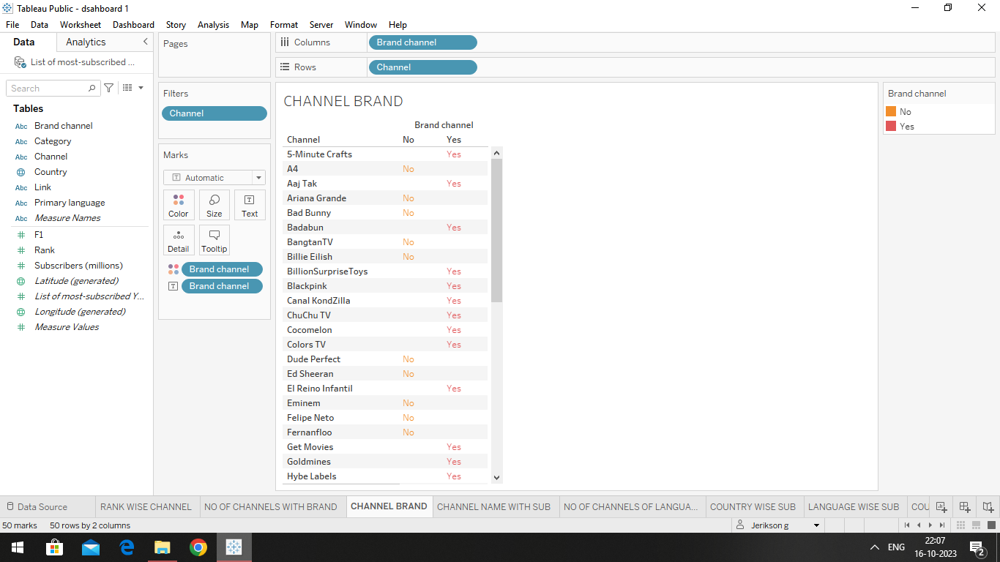 Tableau Public - dsahboard 1
File Data Worksheet Dashboard Story Analysis Map Format Server Window Help
Data Analytics
List of most-subscribed ...
Search
Tables
Abc Brand channel
Abc Category
Abc Channel
Country
Abc Link
Abc Primary language
Abc Measure Names
# F1
# Rank
# Subscribers (millions)
Latitude (generated)
# List of most-subscribed Y...
Longitude (generated)
# Measure Values
Pages
Filters
Channel
Marks
T Automatic
Color Size Text
Detail Tooltip
Brand channel
T Brand channel
Columns Brand channel
Rows Channel
CHANNEL BRAND
Brand channel
Channel No Yes
5-Minute Crafts Yes
A4 No
Aaj Tak Yes
Ariana Grande No
Bad Bunny No
Badabun Yes
BangtanTV No
Billie Eilish No
BillionSurpriseToys Yes
Blackpink Yes
Canal KondZilla Yes
ChuChu TV Yes
Cocomelon Yes
Colors TV Yes
Dude Perfect No
Ed Sheeran No
El Reino Infantil Yes
Eminem No
Felipe Neto No
Fernanfloo No
Get Movies Yes
Goldmines Yes
Hybe Labels Yes
Brand channel
No
Yes
Data Source RANK WISE CHANNEL NO OF CHANNELS WITH BRAND CHANNEL BRAND CHANNEL NAME WITH SUB NO OF CHANNELS OF LANGUA... COUNTRY WISE SUB LANGUAGE WISE SUB COU
50 marks 50 rows by 2 columns Jerikson g
ENG
22:07
16-10-2023
2